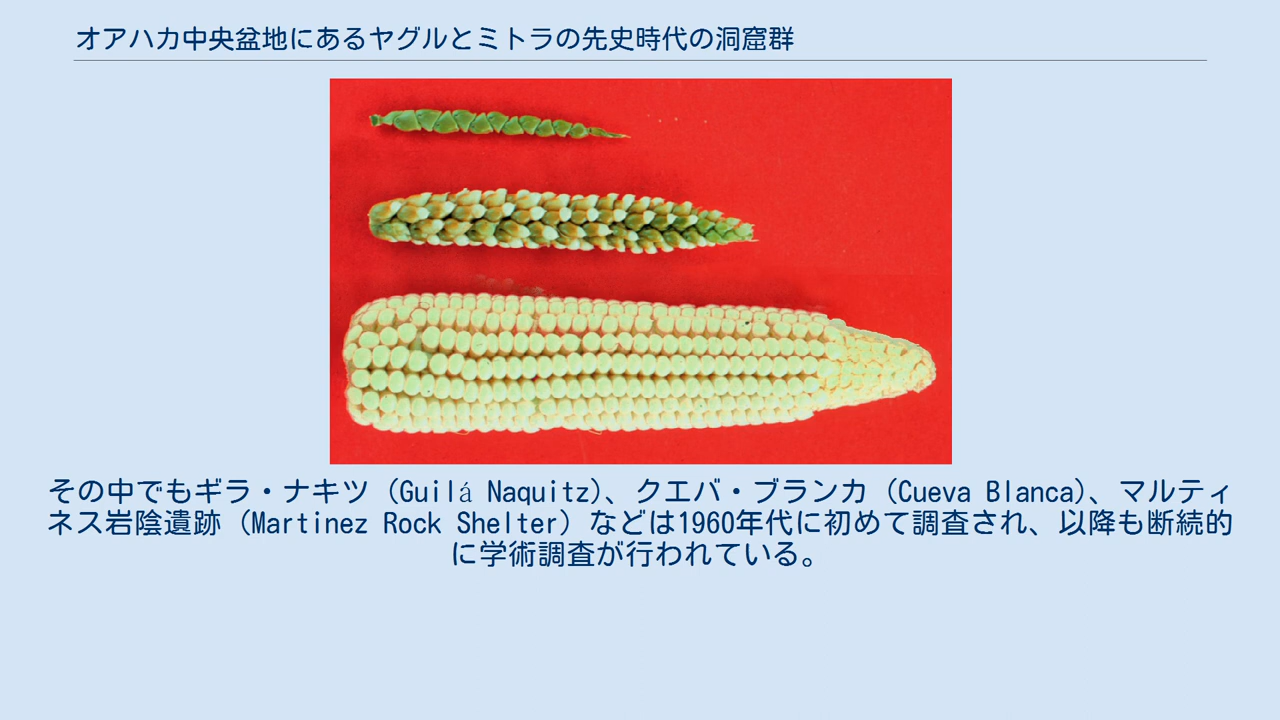 オアハカ中央盆地にあるヤグルとミトラの先史時代の洞窟群
その中でもギラ・ナキツ（Guilá Naquitz）、クエバ・ブランカ（Cueva Blanca）、マルティ
ネス岩陰遺跡（Martinez Rock Shelter）などは1960年代に初めて調査され、以降も断続的
に学術調査が行われている。